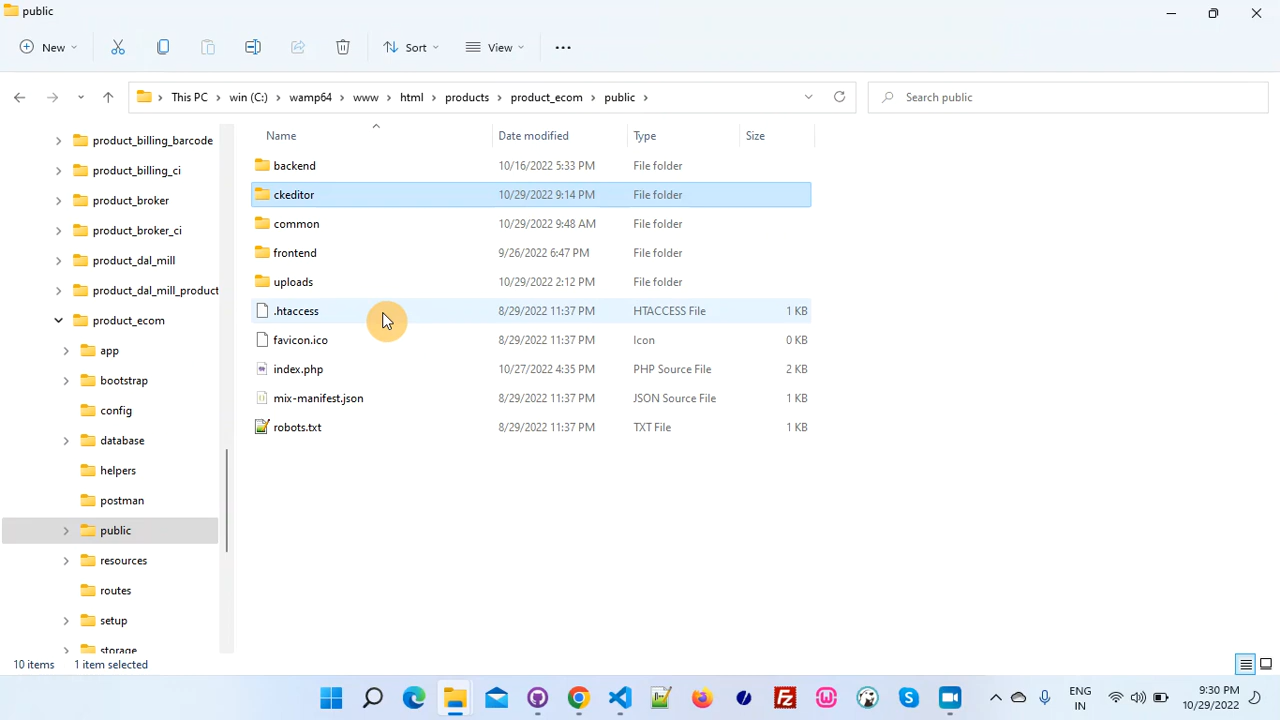 public
New
Sort
View
This PC
win (C:)
wamp64
www
html
products
product_ecom
public
Search public
product_billing_barcode
product_billing_ci
product_broker
product_broker_ci
product_dal_mill
product_dal_mill_product
product_ecom
app
bootstrap
config
database
helpers
postman
public
resources
routes
setup
storage
Name Date modified Type Size
backend 10/16/2022 5:33 PM File folder
ckeditor 10/29/2022 9:14 PM File folder
common 10/29/2022 9:48 AM File folder
frontend 9/26/2022 6:47 PM File folder
uploads 10/29/2022 2:12 PM File folder
.htaccess 8/29/2022 11:37 PM HTACCESS File 1 KB
favicon.ico 8/29/2022 11:37 PM Icon 0 KB
index.php 10/27/2022 4:35 PM PHP Source File 2 KB
mix-manifest.json 8/29/2022 11:37 PM JSON Source File 1 KB
robots.txt 8/29/2022 11:37 PM TXT File 1 KB
10 items 1 item selected
ENG
IN
9:30 PM
10/29/2022